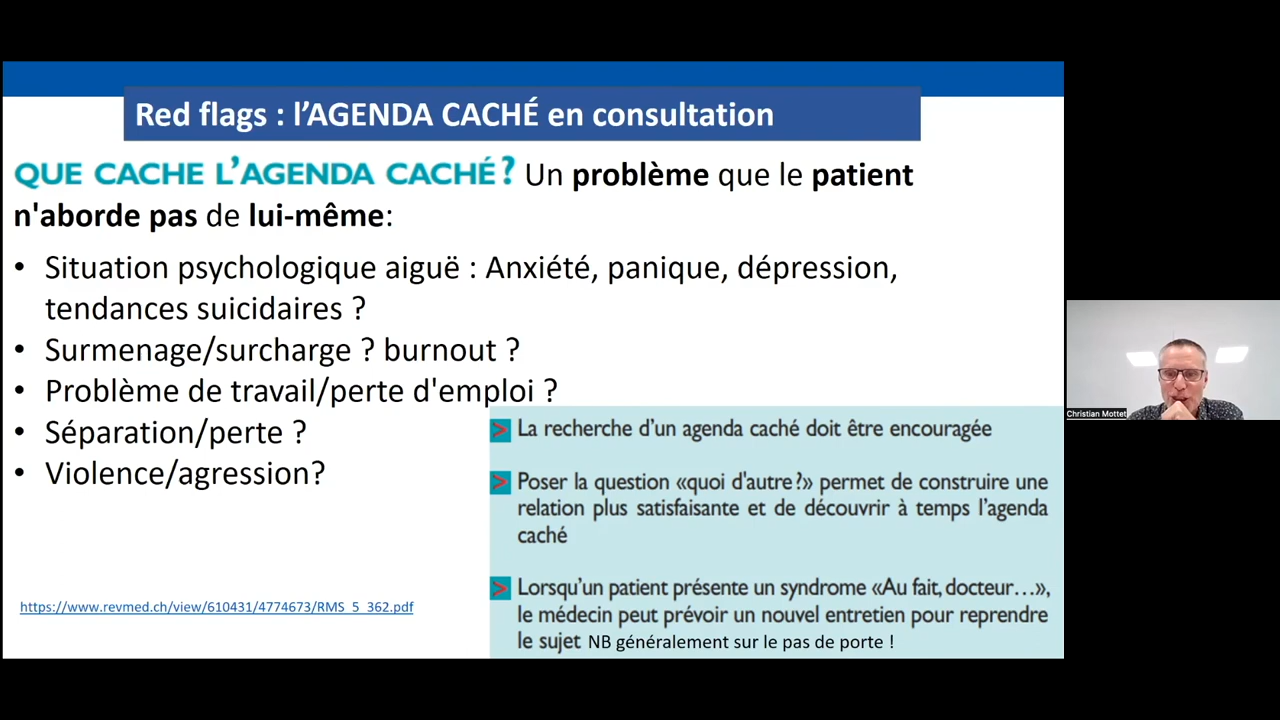 Red flags : l’AGENDA CACHÉ en consultation
QUE CACHE L’AGENDA CACHÉ ? Un problème que le patient
n'aborde pas de lui-même:
• Situation psychologique aiguë : Anxiété, panique, dépression,
tendances suicidaires ?
• Surmenage/surcharge ? burnout ?
• Problème de travail/perte d'emploi ?
• Séparation/perte ?
• Violence/agression?
> La recherche d’un agenda caché doit être encouragée
> Poser la question «quoi d'autre ?» permet de construire une
relation plus satisfaisante et de découvrir à temps l’agenda
caché
> Lorsqu’un patient présente un syndrome «Au fait, docteur…»,
le médecin peut prévoir un nouvel entretien pour reprendre
le sujet NB généralement sur le pas de porte !
https://www.revmed.ch/view/610431/4774673/RMS_5_362.pdf
Christian Mottet